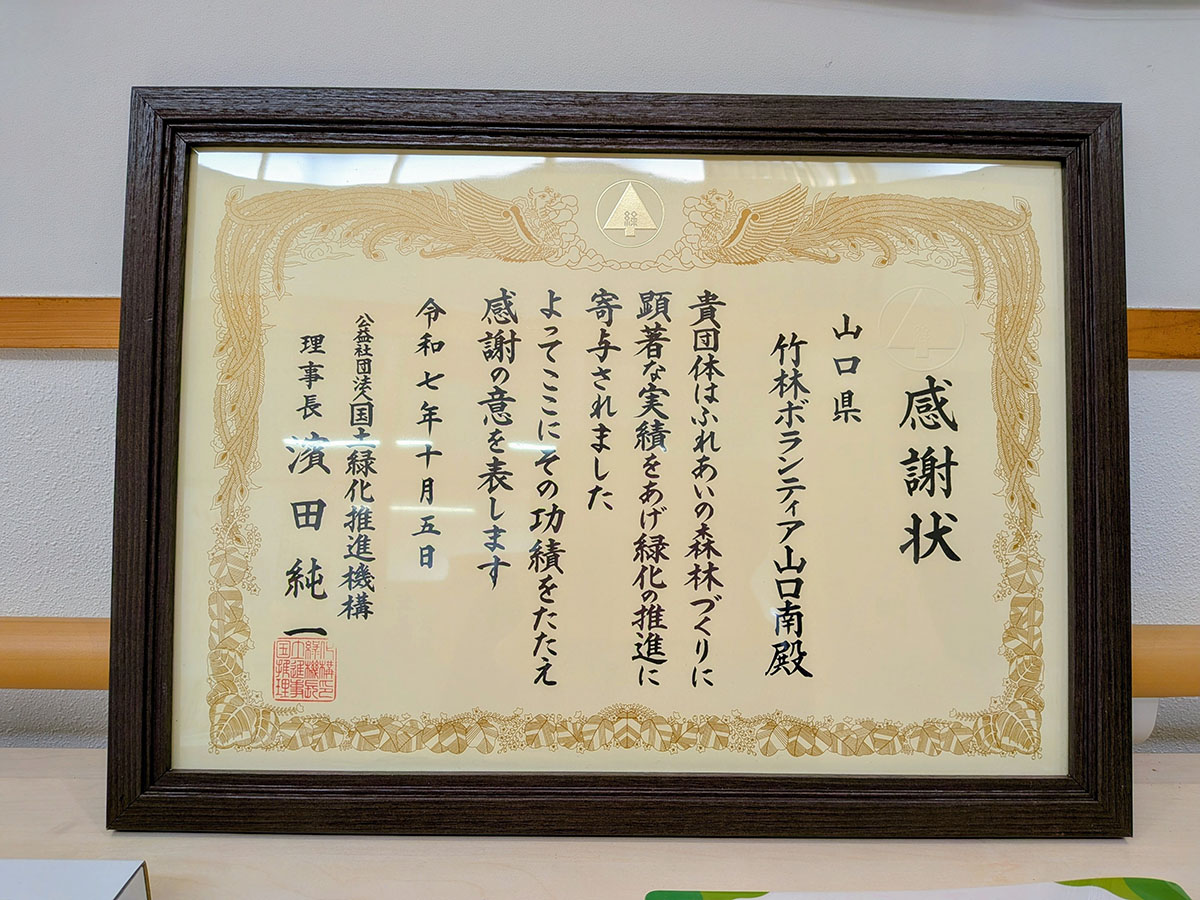 緑
感謝状
山口県
竹林ボランティア山口南殿
貴団体はふれあいの森林づくりに
顕著な実績をあげ緑化の推進に
寄与されました
よってここにその功績をたたえ
感謝の意を表します
令和七年十月五日
公益社団法人国土緑化推進機構
理事長 濱田純一